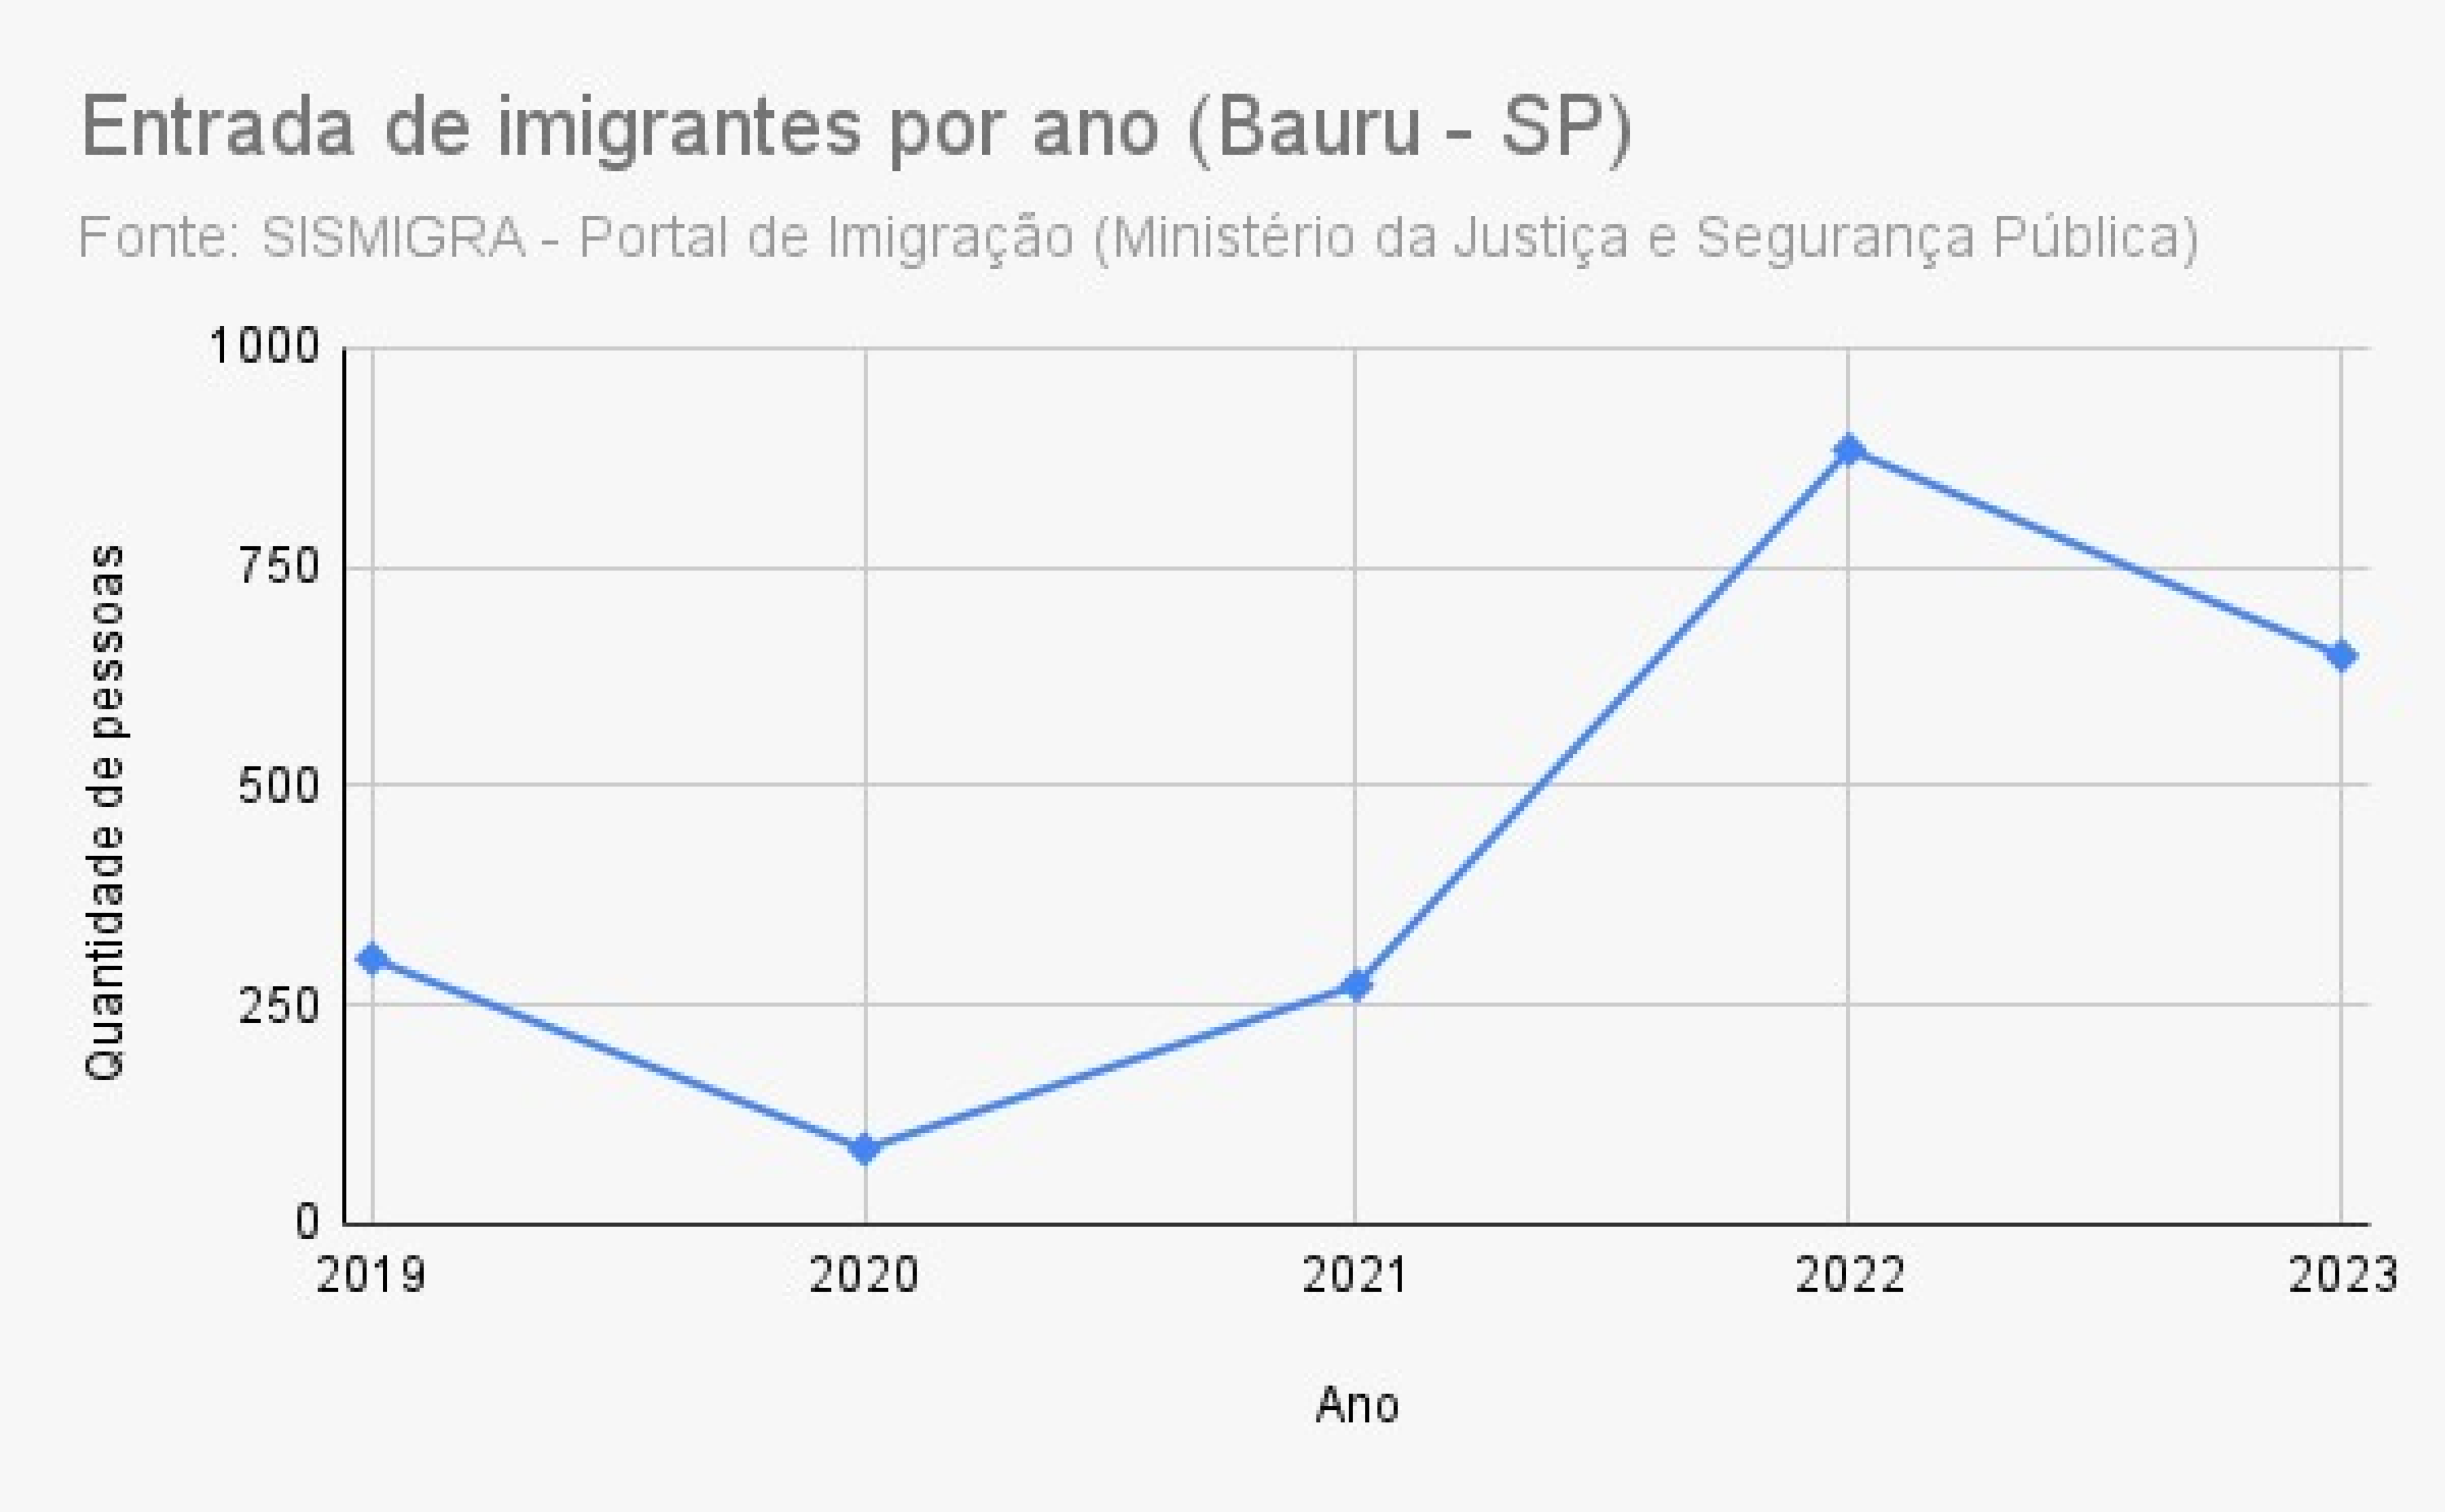 Entrada de imigrantes por ano (Bauru - SP)
Fonte: SISMIGRA - Portal de Imigração (Ministério da Justiça e Segurança Pública)
Quantidade de pessoas
1000
750
500
250
0
2019 2020 2021 2022 2023
Ano